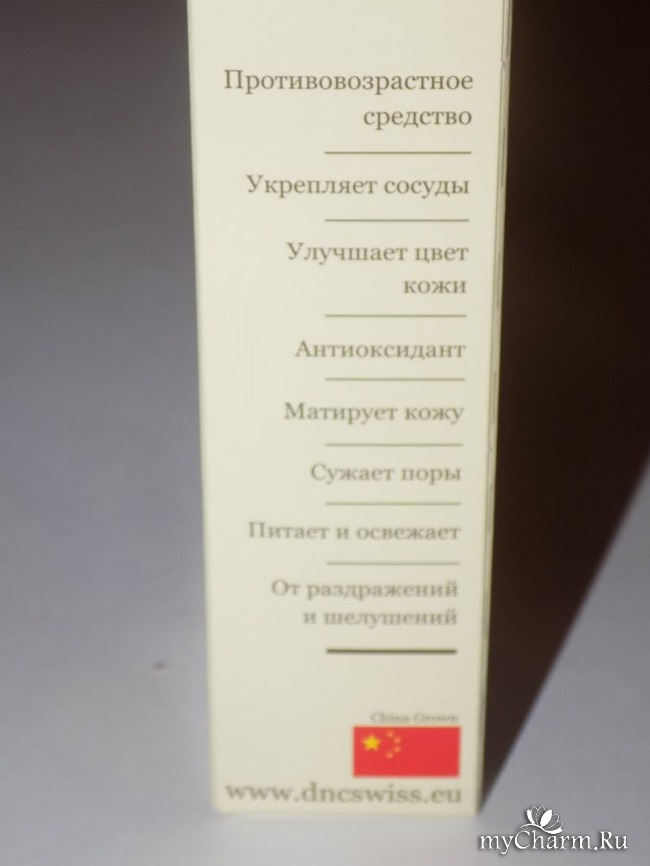 Противовозрастное
средство
Укрепляет сосуды
Улучшает цвет
кожи
Антиоксидант
Матирует кожу
Сужает поры
Питает и освежает
От раздражений
и шелушений
China Grown
www.dncswiss.eu
myCharm.Ru